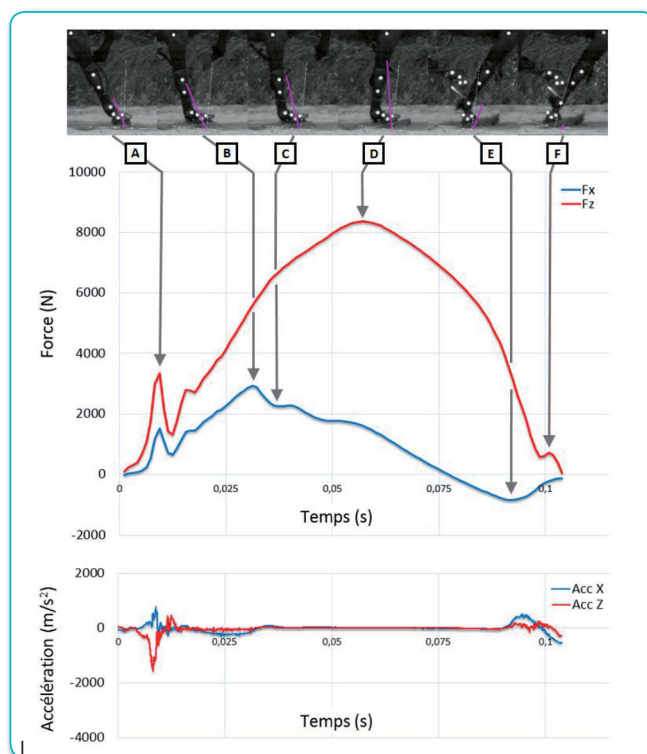 A B C D E F
10000
Fx
Fz
8000
6000
Force (N)
4000
2000
0
0 0,025 0,05 0,075 0,1
Temps (s)
-2000
2000
Acc X
Acc Z
Accélération (m/s²)
0
0 0,025 0,05 0,075 0,1
-2000
Temps (s)
-4000